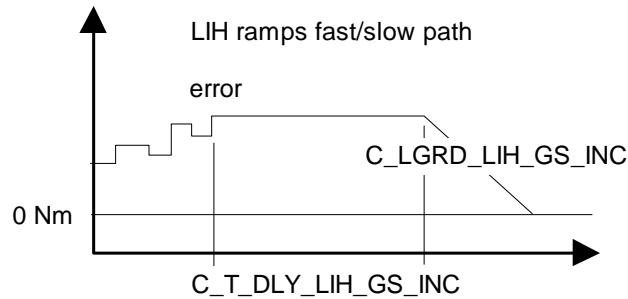 LIH ramps fast/slow path
error
C_LGRD_LIH_GS_INC
0 Nm
C_T_DLY_LIH_GS_INC